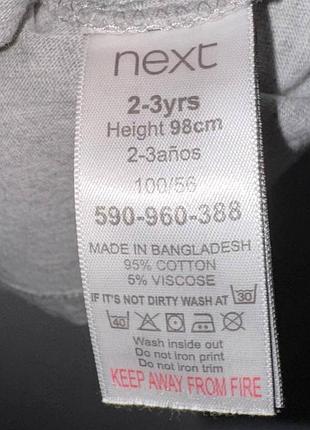 next
2-3yrs
Height 98cm
2-3años
100/56
590-960-388
MADE IN BANGLADESH
95% COTTON
5% VISCOSE
IF IT'S NOT DIRTY WASH AT 30
40
Wash inside out
Do not iron print
Do not iron trim
KEEP AWAY FROM FIRE